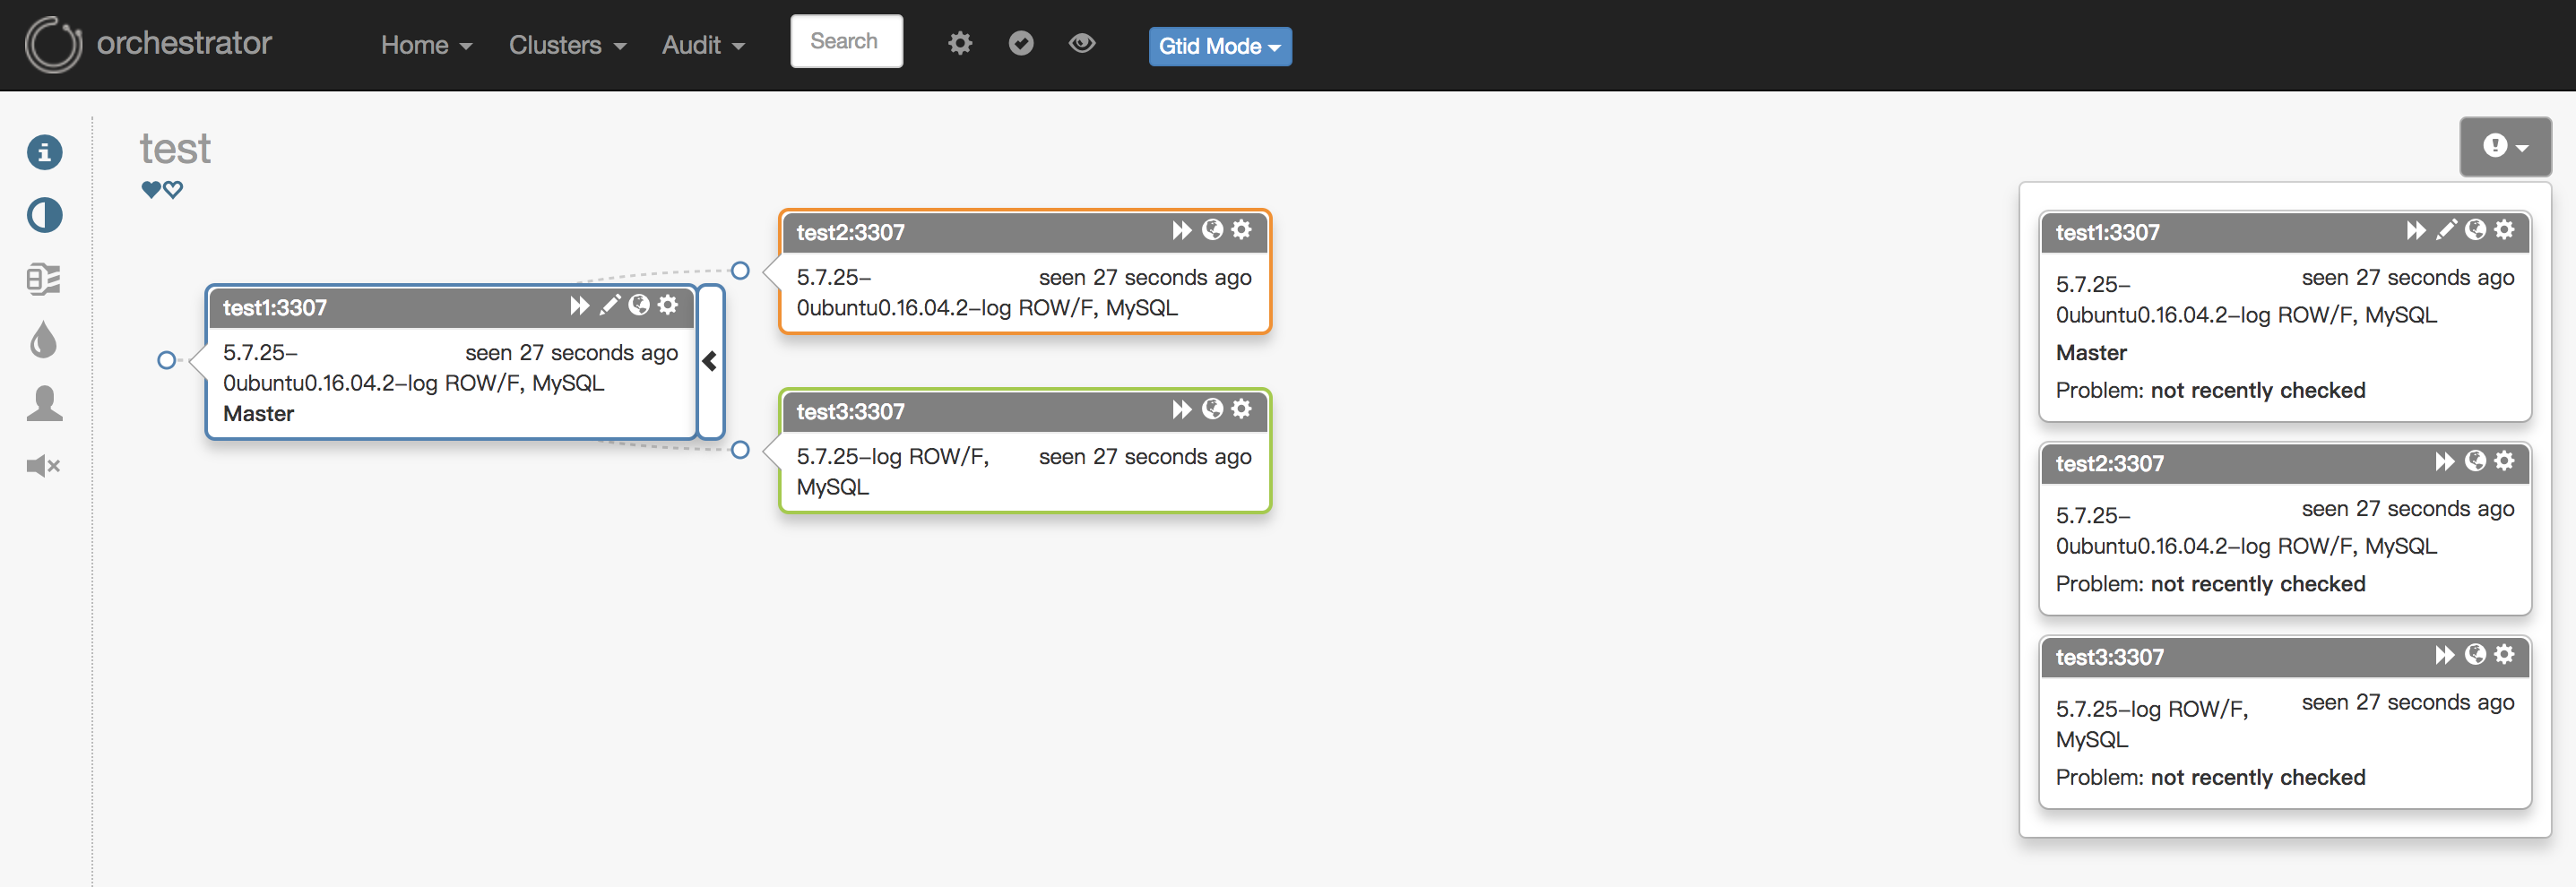 orchestrator
Home
Clusters
Audit
Search
Gtid Mode
test
test1:3307
5.7.25-
seen 27 seconds ago
0ubuntu0.16.04.2-log ROW/F, MySQL
Master
test2:3307
5.7.25-
seen 27 seconds ago
0ubuntu0.16.04.2-log ROW/F, MySQL
test3:3307
5.7.25-log ROW/F,
seen 27 seconds ago
MySQL
test1:3307
seen 27 seconds ago
5.7.25-
0ubuntu0.16.04.2-log ROW/F, MySQL
Master
Problem: not recently checked
test2:3307
seen 27 seconds ago
5.7.25-
0ubuntu0.16.04.2-log ROW/F, MySQL
Problem: not recently checked
test3:3307
seen 27 seconds ago
5.7.25-log ROW/F,
MySQL
Problem: not recently checked